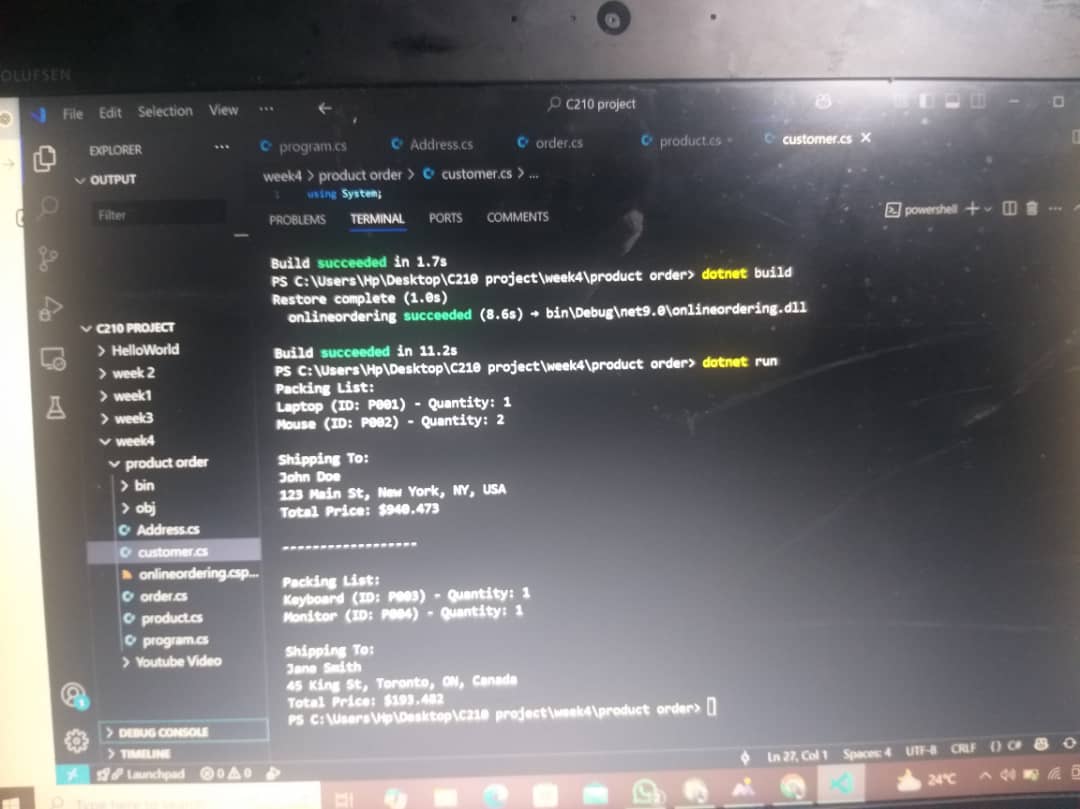 OLUFSEN
File Edit Selection View ... C210 project
EXPLORER ...
program.cs Address.cs order.cs product.cs customer.cs
OUTPUT
week4 > product order > customer.cs > ...
1 using System;
Filter
PROBLEMS TERMINAL PORTS COMMENTS
powershell
Build succeeded in 1.7s
PS C:\Users\Hp\Desktop\C210 project\week4\product order> dotnet build
Restore complete (1.0s)
onlineordering succeeded (8.6s) → bin\Debug\net9.0\onlineordering.dll
Build succeeded in 11.2s
PS C:\Users\Hp\Desktop\C210 project\week4\product order> dotnet run
Packing List:
Laptop (ID: P001) - Quantity: 1
Mouse (ID: P002) - Quantity: 2
Shipping To:
John Doe
123 Main St, New York, NY, USA
Total Price: $940.473
------------------
Packing List:
Keyboard (ID: P003) - Quantity: 1
Monitor (ID: P004) - Quantity: 1
Shipping To:
Jane Smith
45 King St, Toronto, ON, Canada
Total Price: $193.482
PS C:\Users\Hp\Desktop\C210 project\week4\product order>
C210 PROJECT
HelloWorld
week 2
week1
week3
week4
product order
bin
obj
Address.cs
customer.cs
onlineordering.csp...
order.cs
product.cs
program.cs
Youtube Video
DEBUG CONSOLE
TIMELINE
Launchpad 0 0
Ln 27, Col 1 Spaces: 4 UTF-8 CRLF {} C#
Type here to search
24°C